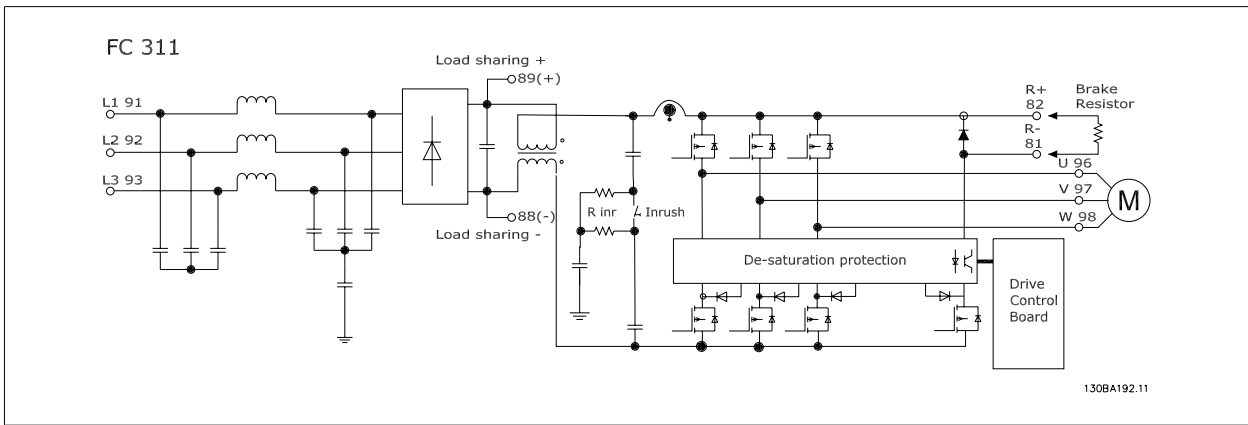 FC 311
Load sharing +
89(+)
L1 91
L2 92
L3 93
R inr
Inrush
88(-)
Load sharing -
R+
82
Brake
Resistor
R-
81
U 96
V 97
W 98
M
De-saturation protection
Drive
Control
Board
130BA192.11